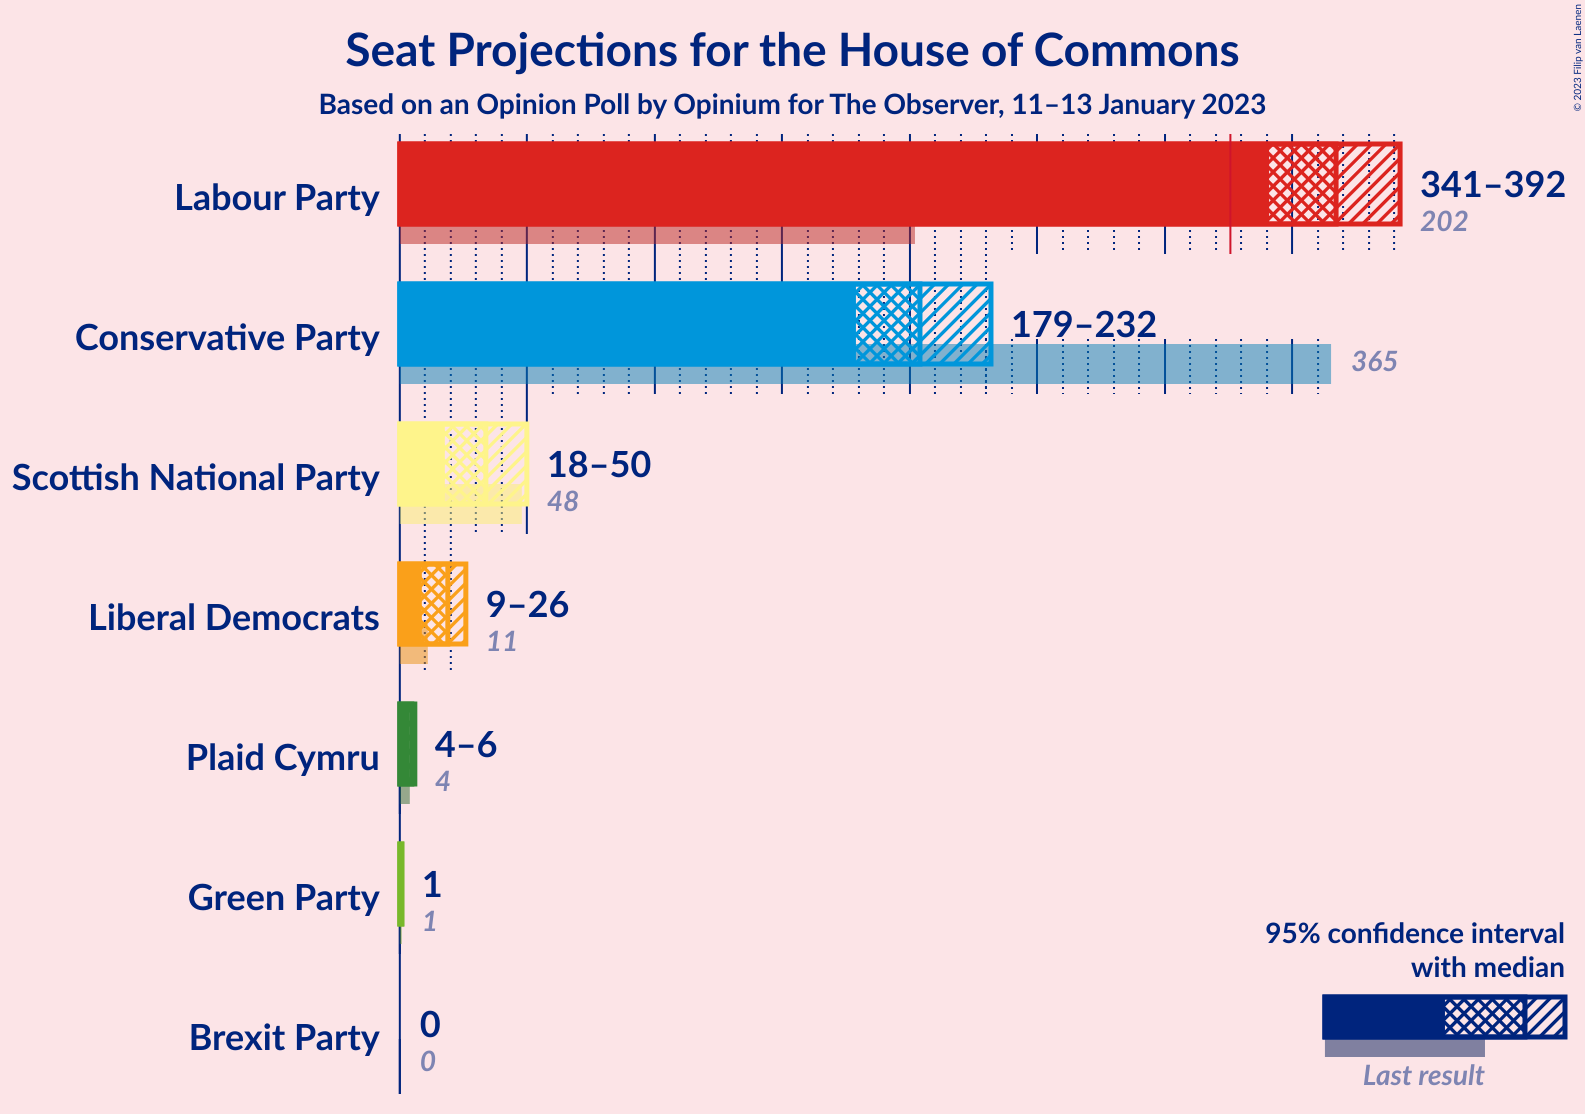 Seat Projections for the House of Commons
Based on an Opinion Poll by Opinium for The Observer, 11–13 January 2023
© 2023 Filip van Laenen
Labour Party
341–392
202
Conservative Party
179–232
365
Scottish National Party
18–50
48
Liberal Democrats
9–26
11
Plaid Cymru
4–6
4
Green Party
1
1
Brexit Party
0
0
95% confidence interval
with median
Last result